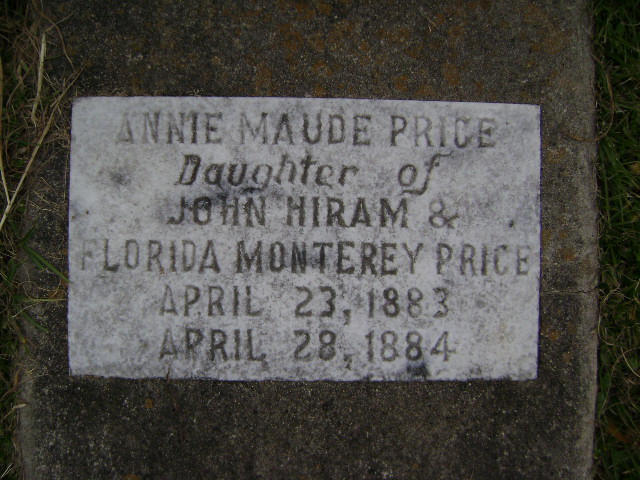 ANNIE MAUDE PRICE
Daughter of
JOHN HIRAM &
FLORIDA MONTEREY PRICE
APRIL 23, 1883
APRIL 28, 1884